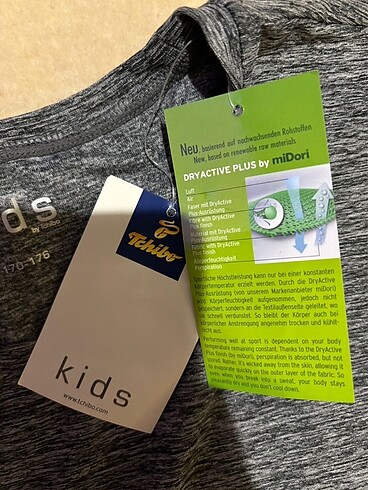 ds
by
176
Tchibo
kids
www.tchibo.com
Neu, basierend auf nachwachsenden Rohstoffen
New, based on renewable raw materials
DRYACTIVE PLUS by miDori
Luft
Air
Faser mit DryActive
Plus-Ausrüstung
Fibre with DryActive
Plus finish
Material mit DryActive
Plus-Ausrüstung
Fabric with DryActive
Plus finish
Körperfeuchtigkeit
Perspiration
Sportliche Höchstleistung kann nur bei einer konstanten
Körpertemperatur erzielt werden. Durch die DryActive
Plus-Ausrüstung (von unserem Markenanbieter miDori)
wird Körperfeuchtigkeit aufgenommen, jedoch nicht
gespeichert, sondern an die Textilaußenseite geleitet, wo
sie schnell verdunstet. So bleibt der Körper auch bei
körperlichen Anstrengung angenehm trocken und kühlt
nicht aus.
Performing well at sport is dependent on your body
temperature remaining constant. Thanks to the DryActive
Plus finish (by miDori), perspiration is absorbed, but not
stored. Rather, it's wicked away from the skin, allowing it
to evaporate quickly on the outer layer of the fabric. So
even when you break into a sweat, your body stays
pleasantly dry and you don't cool down.